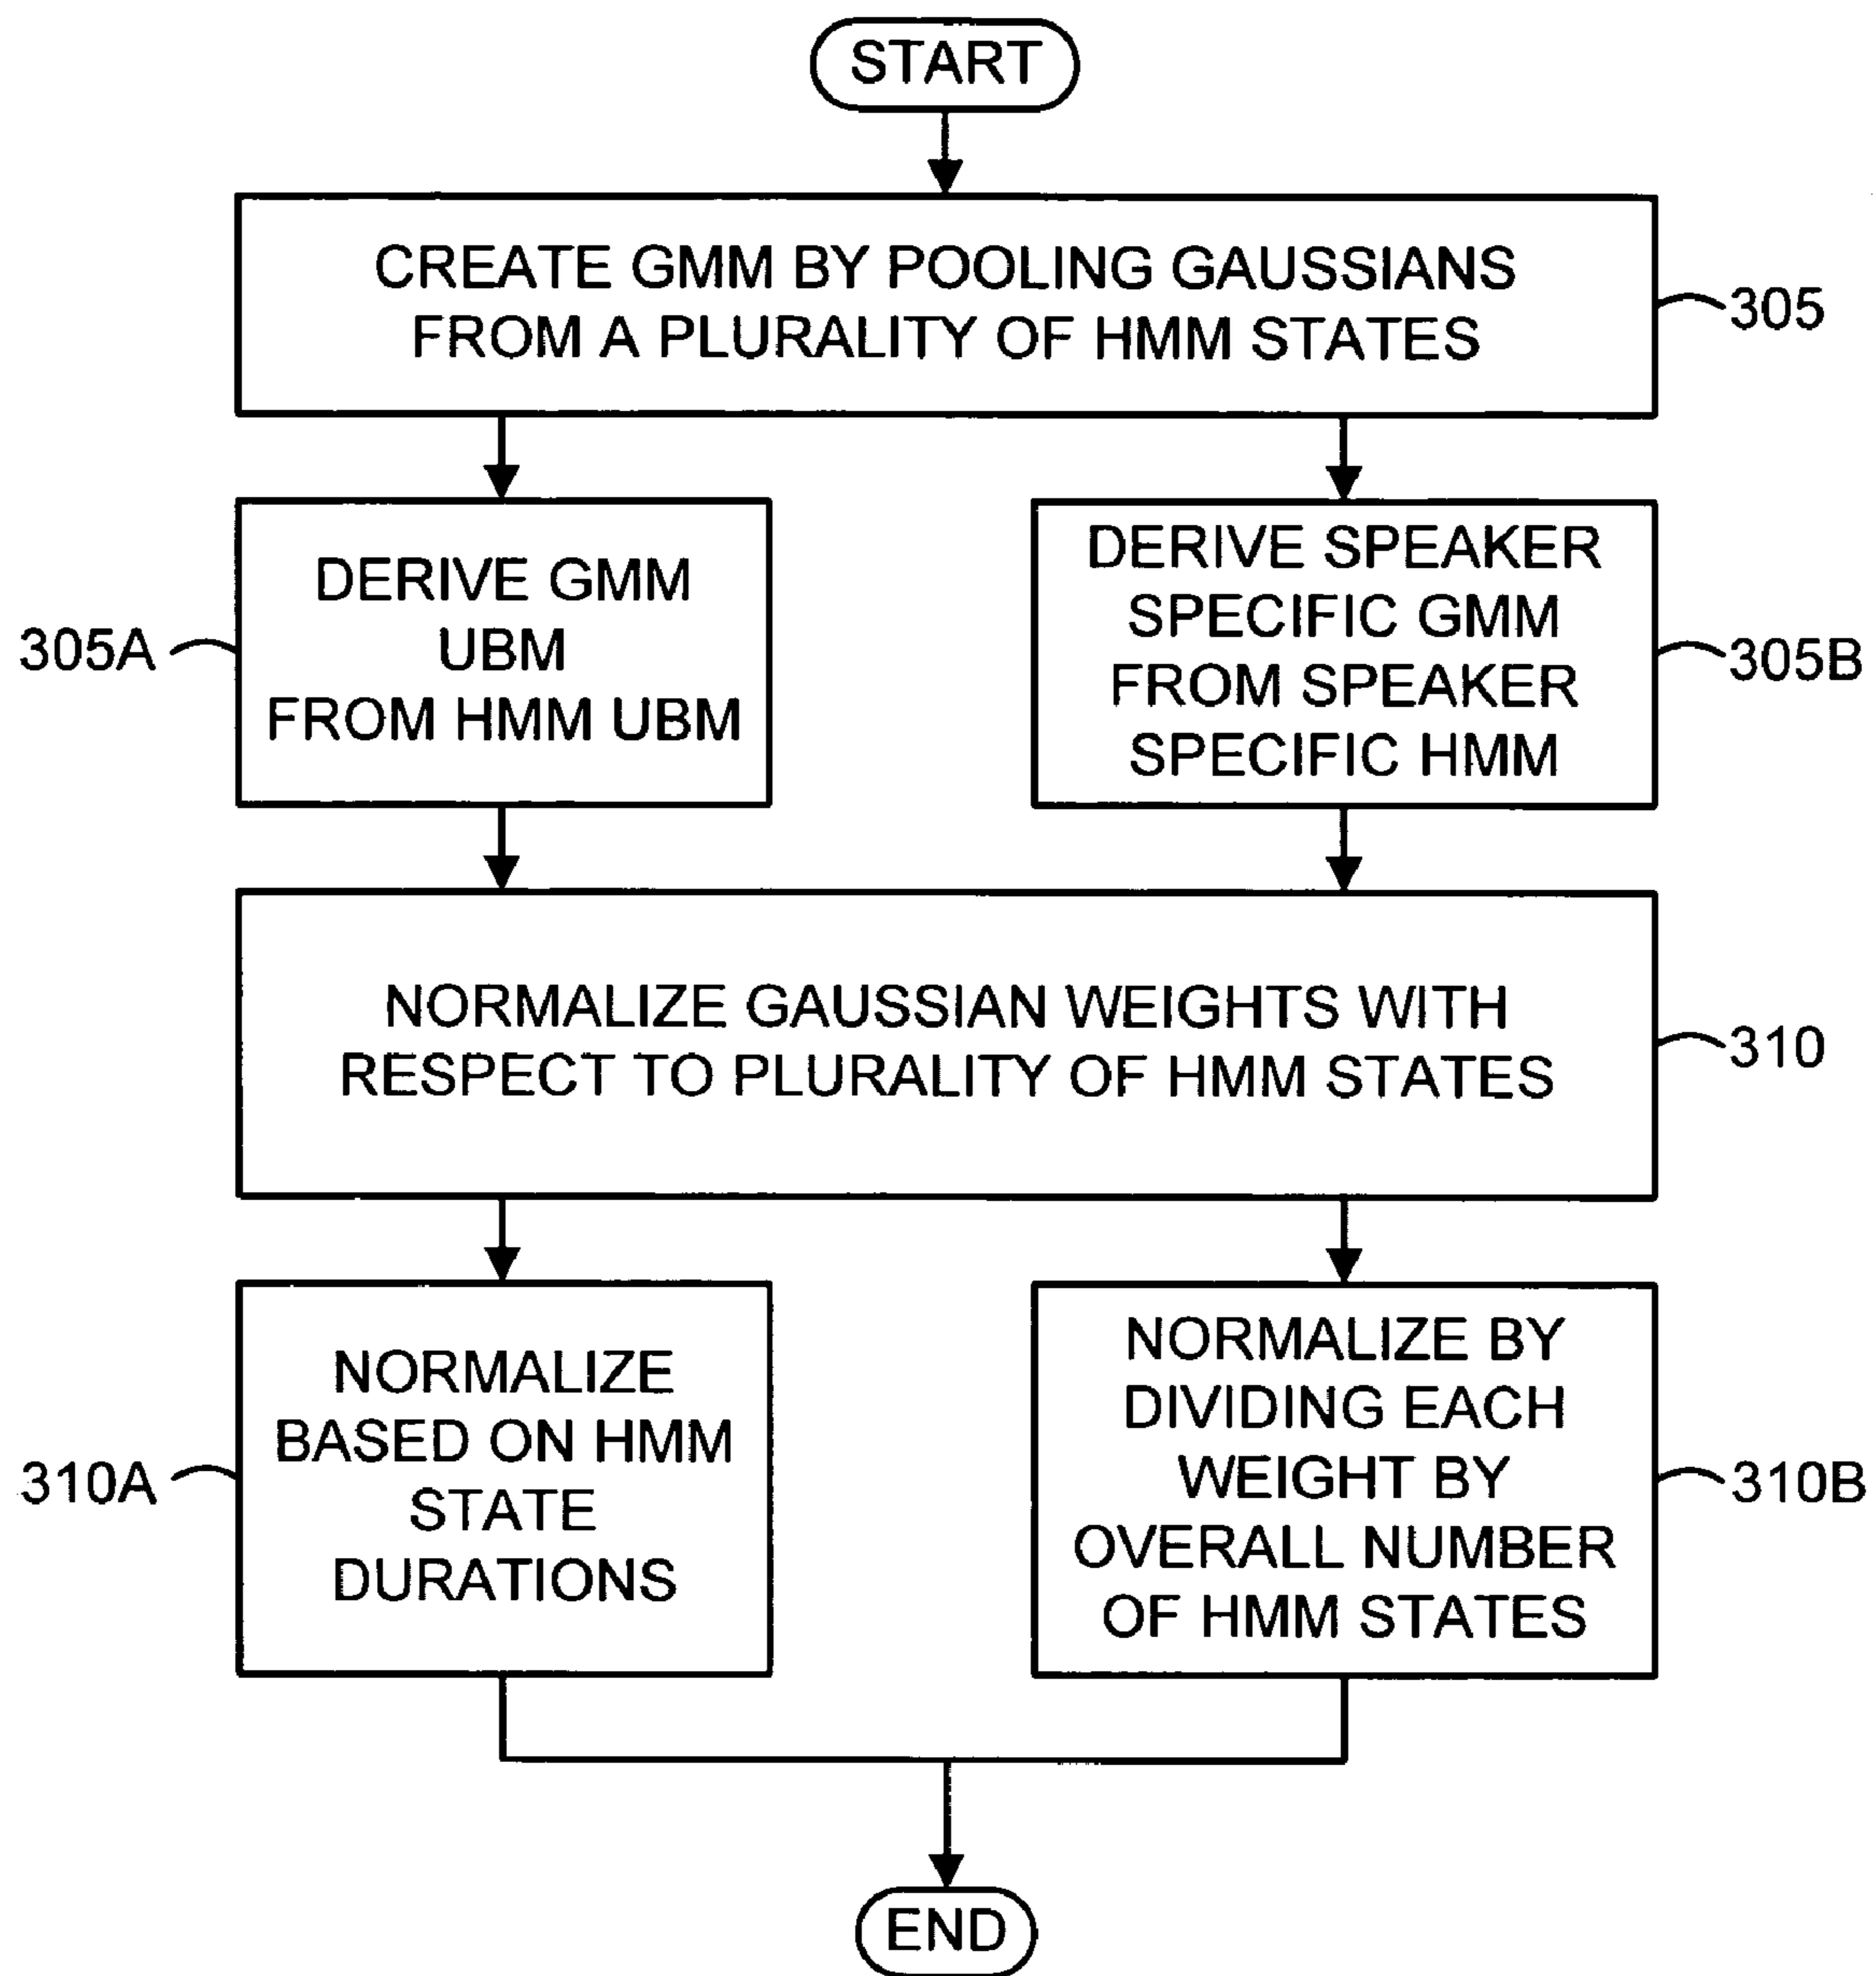 START
CREATE GMM BY POOLING GAUSSIANS
FROM A PLURALITY OF HMM STATES
305
DERIVE GMM
UBM
FROM HMM UBM
305A
DERIVE SPEAKER
SPECIFIC GMM
FROM SPEAKER
SPECIFIC HMM
305B
NORMALIZE GAUSSIAN WEIGHTS WITH
RESPECT TO PLURALITY OF HMM STATES
310
NORMALIZE
BASED ON HMM
STATE
DURATIONS
310A
NORMALIZE BY
DIVIDING EACH
WEIGHT BY
OVERALL NUMBER
OF HMM STATES
310B
END